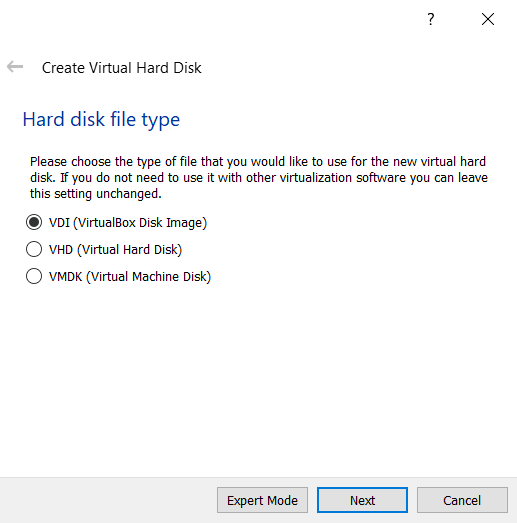 ?
Create Virtual Hard Disk
Hard disk file type
Please choose the type of file that you would like to use for the new virtual hard
disk. If you do not need to use it with other virtualization software you can leave
this setting unchanged.
VDI (VirtualBox Disk Image)
VHD (Virtual Hard Disk)
VMDK (Virtual Machine Disk)
Expert Mode Next Cancel